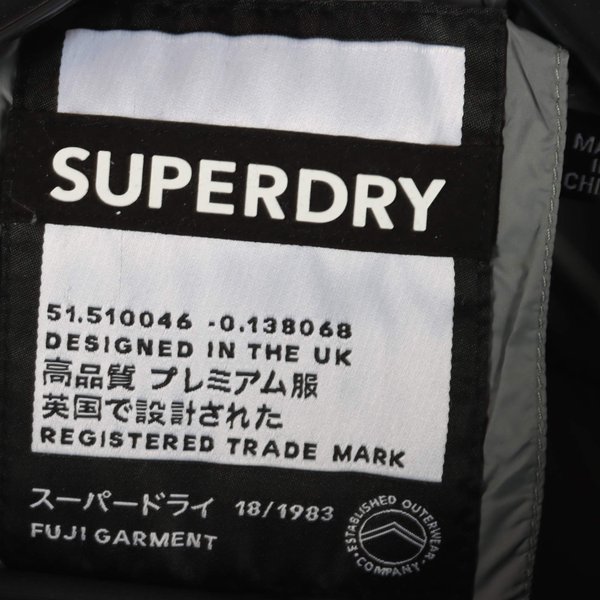 SUPERDRY
51.510046 -0.138068
DESIGNED IN THE UK
高品質 プレミアム服
英国で設計された
REGISTERED TRADE MARK
スーパードライ 18/1983
FUJI GARMENT
ESTABLISHED OUTERWEAR
COMPANY